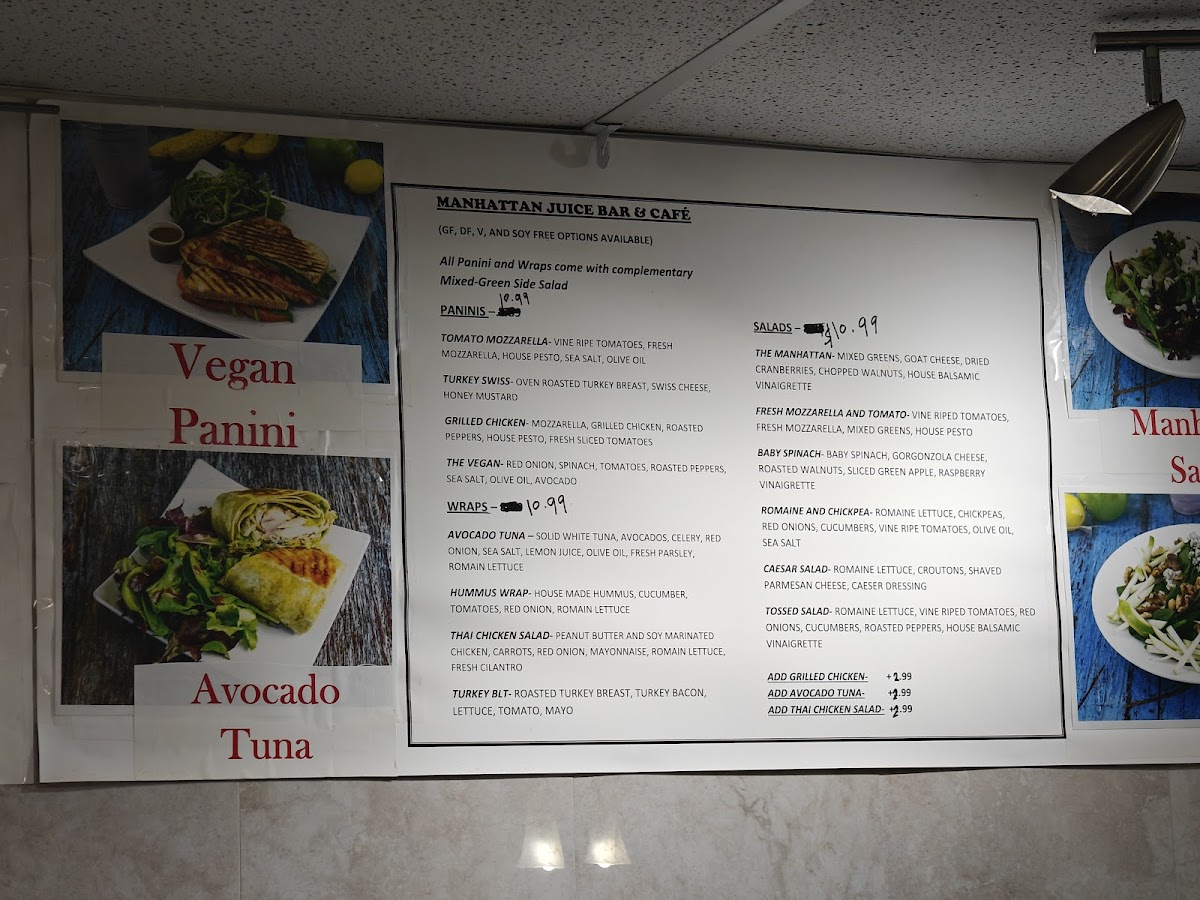 Vegan
Panini
Avocado
Tuna
MANHATTAN JUICE BAR & CAFÉ
(GF, DF, V, AND SOY FREE OPTIONS AVAILABLE)
All Panini and Wraps come with complementary
Mixed-Green Side Salad
PANINIS – 10.99
TOMATO MOZZARELLA- VINE RIPE TOMATOES, FRESH
MOZZARELLA, HOUSE PESTO, SEA SALT, OLIVE OIL
TURKEY SWISS- OVEN ROASTED TURKEY BREAST, SWISS CHEESE,
HONEY MUSTARD
GRILLED CHICKEN- MOZZARELLA, GRILLED CHICKEN, ROASTED
PEPPERS, HOUSE PESTO, FRESH SLICED TOMATOES
THE VEGAN- RED ONION, SPINACH, TOMATOES, ROASTED PEPPERS,
SEA SALT, OLIVE OIL, AVOCADO
WRAPS – 10.99
AVOCADO TUNA – SOLID WHITE TUNA, AVOCADOS, CELERY, RED
ONION, SEA SALT, LEMON JUICE, OLIVE OIL, FRESH PARSLEY,
ROMAIN LETTUCE
HUMMUS WRAP- HOUSE MADE HUMMUS, CUCUMBER,
TOMATOES, RED ONION, ROMAIN LETTUCE
THAI CHICKEN SALAD- PEANUT BUTTER AND SOY MARINATED
CHICKEN, CARROTS, RED ONION, MAYONNAISE, ROMAIN LETTUCE,
FRESH CILANTRO
TURKEY BLT- ROASTED TURKEY BREAST, TURKEY BACON,
LETTUCE, TOMATO, MAYO
SALADS – $10.99
THE MANHATTAN- MIXED GREENS, GOAT CHEESE, DRIED
CRANBERRIES, CHOPPED WALNUTS, HOUSE BALSAMIC
VINAIGRETTE
FRESH MOZZARELLA AND TOMATO- VINE RIPED TOMATOES,
FRESH MOZZARELLA, MIXED GREENS, HOUSE PESTO
BABY SPINACH- BABY SPINACH, GORGONZOLA CHEESE,
ROASTED WALNUTS, SLICED GREEN APPLE, RASPBERRY
VINAIGRETTE
ROMAINE AND CHICKPEA- ROMAINE LETTUCE, CHICKPEAS,
RED ONIONS, CUCUMBERS, VINE RIPE TOMATOES, OLIVE OIL,
SEA SALT
CAESAR SALAD- ROMAINE LETTUCE, CROUTONS, SHAVED
PARMESAN CHEESE, CAESER DRESSING
TOSSED SALAD- ROMAINE LETTUCE, VINE RIPED TOMATOES, RED
ONIONS, CUCUMBERS, ROASTED PEPPERS, HOUSE BALSAMIC
VINAIGRETTE
ADD GRILLED CHICKEN- +2.99
ADD AVOCADO TUNA- +2.99
ADD THAI CHICKEN SALAD- +2.99
Manh
Sa